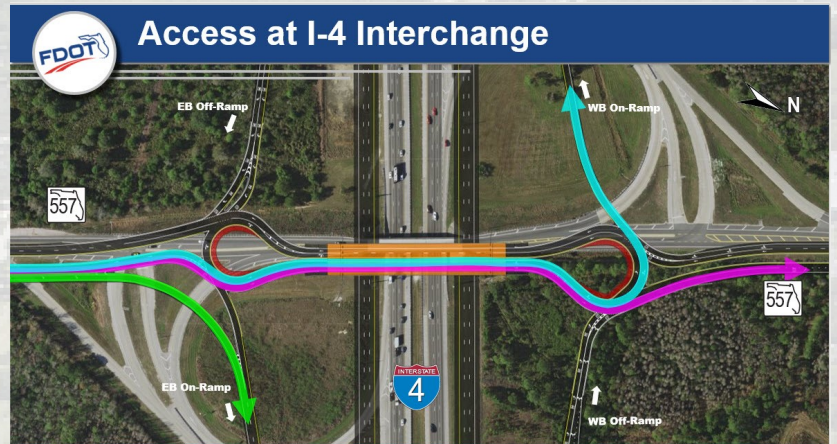 FDOT
Access at I-4 Interchange
EB Off-Ramp
WB On-Ramp
N
557
557
EB On-Ramp
INTERSTATE
4
WB Off-Ramp